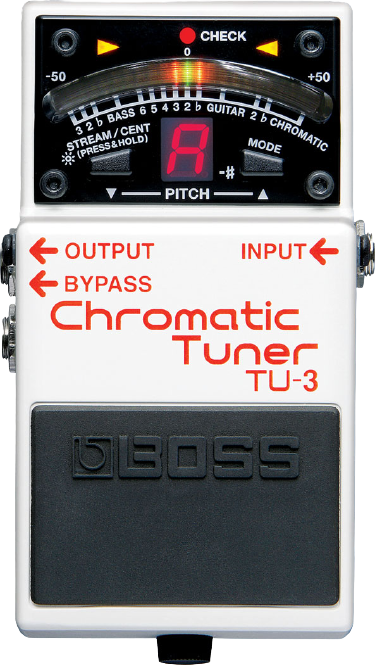 CHECK
-50 0 +50
3 2 ♭ BASS 6 5 4 3 2 ♭ GUITAR 2 ♭ CHROMATIC
STREAM/CENT
(PRESS&HOLD)
MODE
A -♯
▼ PITCH ▲
← OUTPUT INPUT ←
← BYPASS
Chromatic
Tuner
TU-3
BOSS